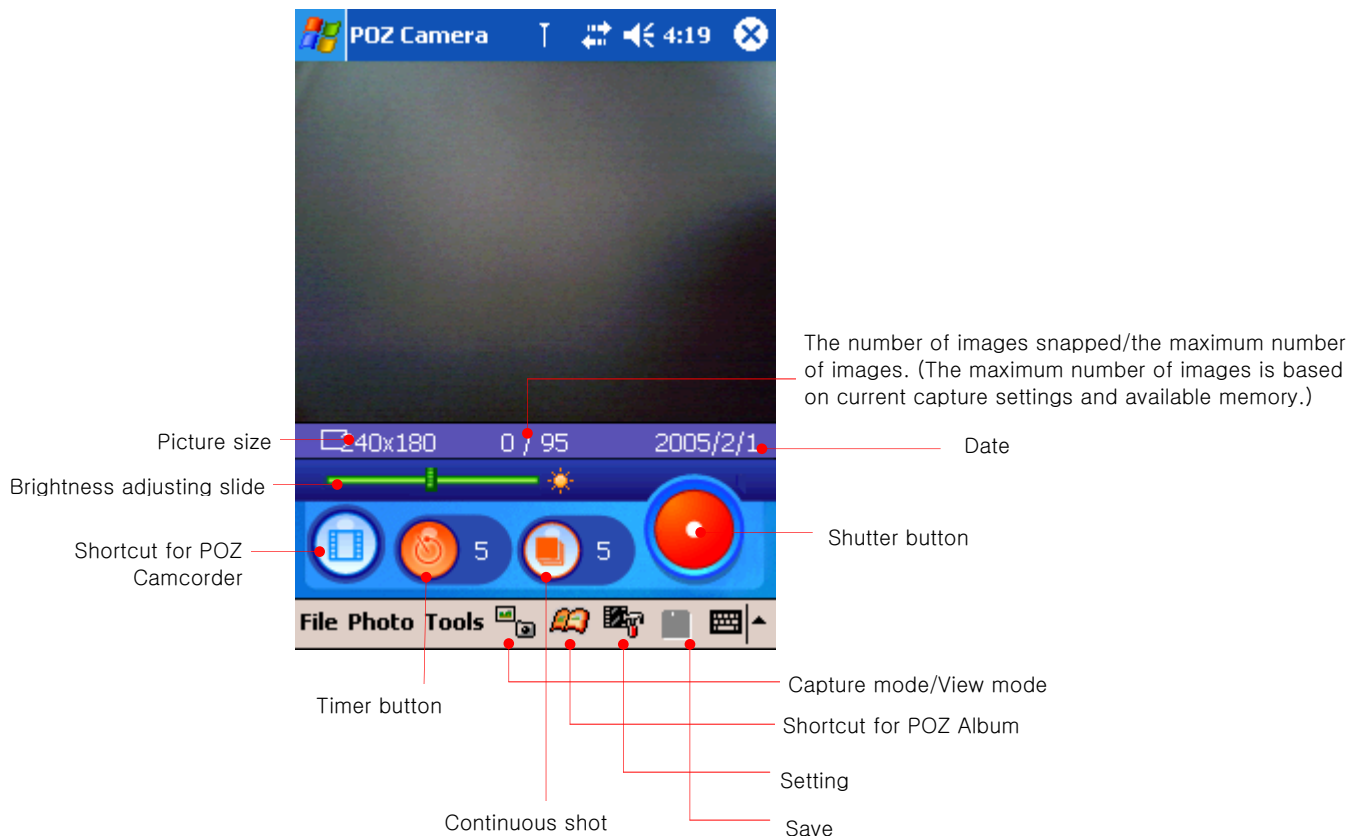 POZ Camera 4:19
The number of images snapped/the maximum number
of images. (The maximum number of images is based
on current capture settings and available memory.)
Picture size
240x180 0 / 95 2005/2/1
Date
Brightness adjusting slide
Shortcut for POZ
Camcorder
5 5
Shutter button
File Photo Tools
Capture mode/View mode
Timer button
Shortcut for POZ Album
Setting
Continuous shot
Save